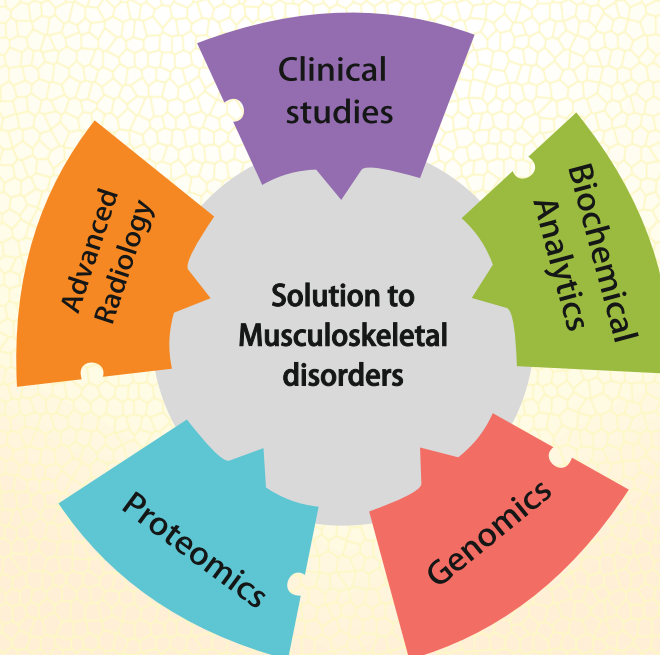 Clinical
studies
Biochemical
Analytics
Genomics
Proteomics
Advanced
Radiology
Solution to
Musculoskeletal
disorders